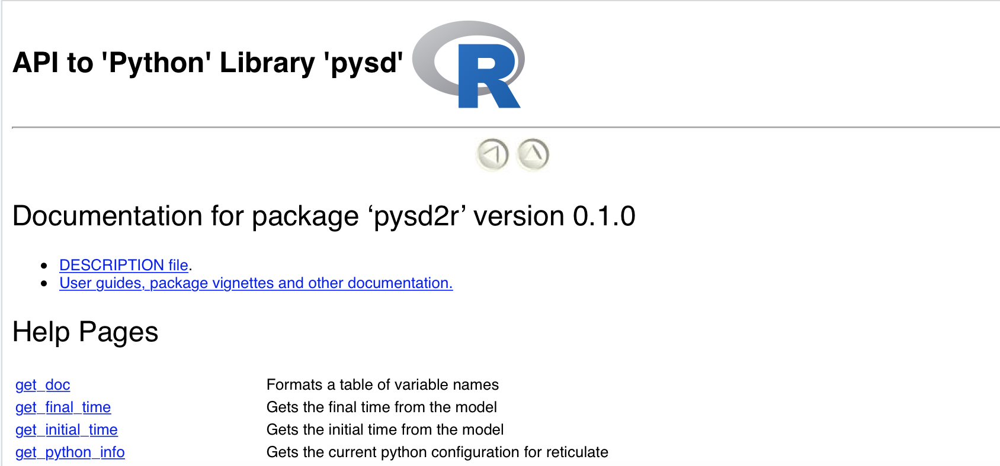 API to 'Python' Library 'pysd' R
Documentation for package ‘pysd2r’ version 0.1.0
• DESCRIPTION file.
• User guides, package vignettes and other documentation.
Help Pages
get_doc Formats a table of variable names
get_final_time Gets the final time from the model
get_initial_time Gets the initial time from the model
get_python_info Gets the current python configuration for reticulate